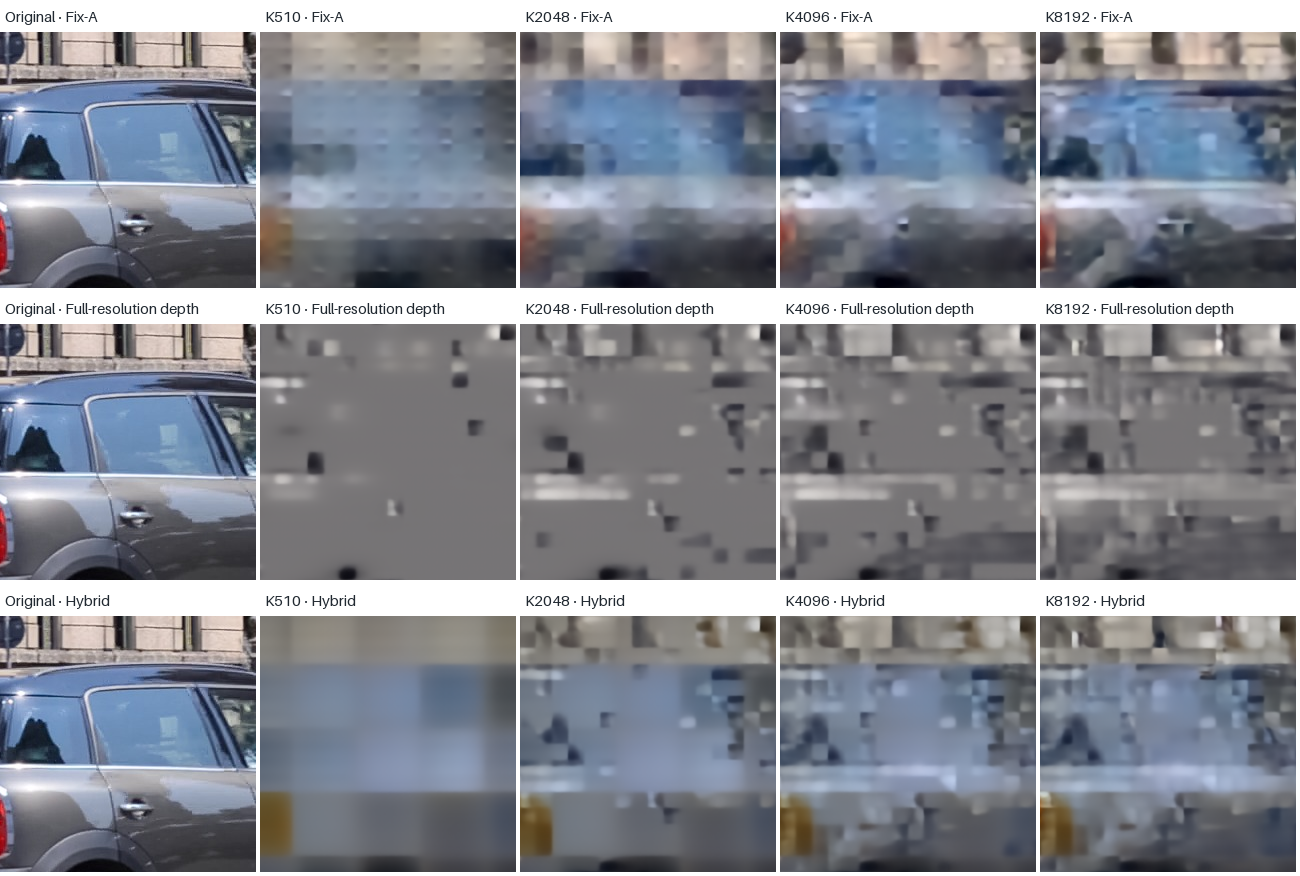 Original · Fix-A
K510 · Fix-A
K2048 · Fix-A
K4096 · Fix-A
K8192 · Fix-A
Original · Full-resolution depth
K510 · Full-resolution depth
K2048 · Full-resolution depth
K4096 · Full-resolution depth
K8192 · Full-resolution depth
Original · Hybrid
K510 · Hybrid
K2048 · Hybrid
K4096 · Hybrid
K8192 · Hybrid